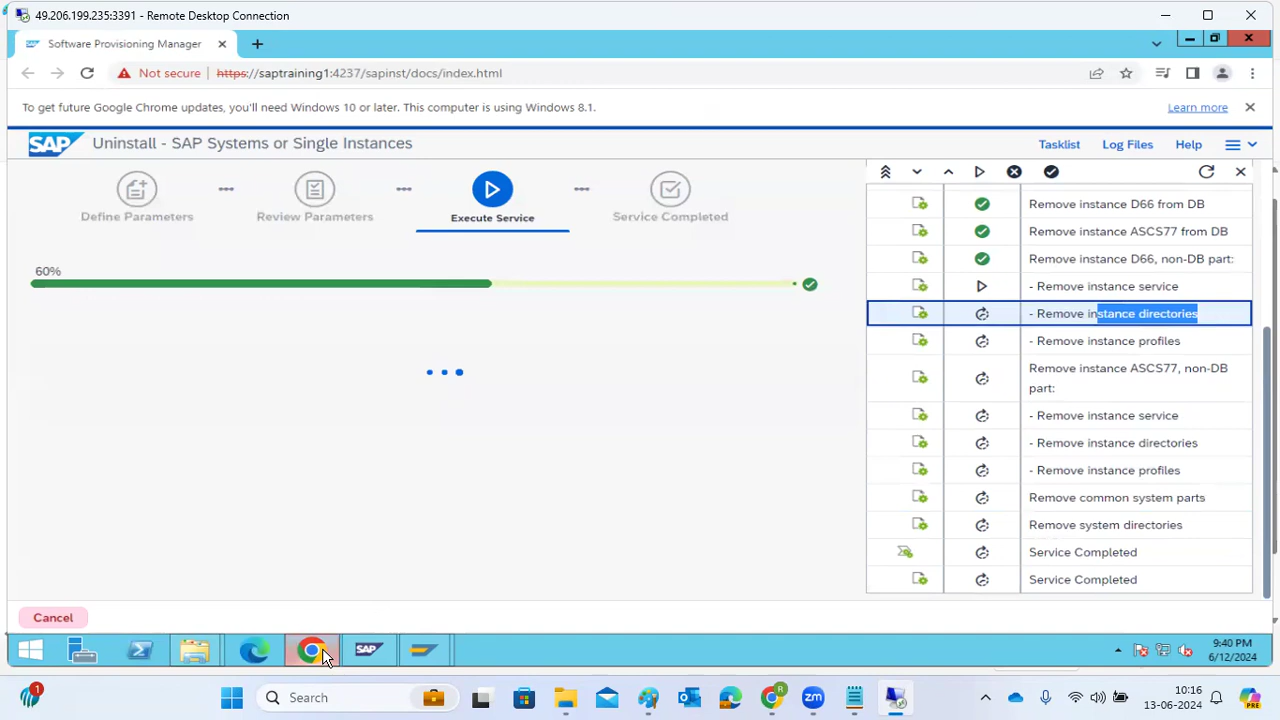 49.206.199.235:3391 - Remote Desktop Connection
Software Provisioning Manager
Not secure https://saptraining1:4237/sapinst/docs/index.html
To get future Google Chrome updates, you'll need Windows 10 or later. This computer is using Windows 8.1. Learn more
SAP Uninstall - SAP Systems or Single Instances Tasklist Log Files Help
Define Parameters Review Parameters Execute Service Service Completed
60%
Remove instance D66 from DB
Remove instance ASCS77 from DB
Remove instance D66, non-DB part:
- Remove instance service
- Remove instance directories
- Remove instance profiles
Remove instance ASCS77, non-DB
part:
- Remove instance service
- Remove instance directories
- Remove instance profiles
Remove common system parts
Remove system directories
Service Completed
Service Completed
Cancel
SAP
9:40 PM
6/12/2024
1 Search R zm 10:16
13-06-2024
PRE